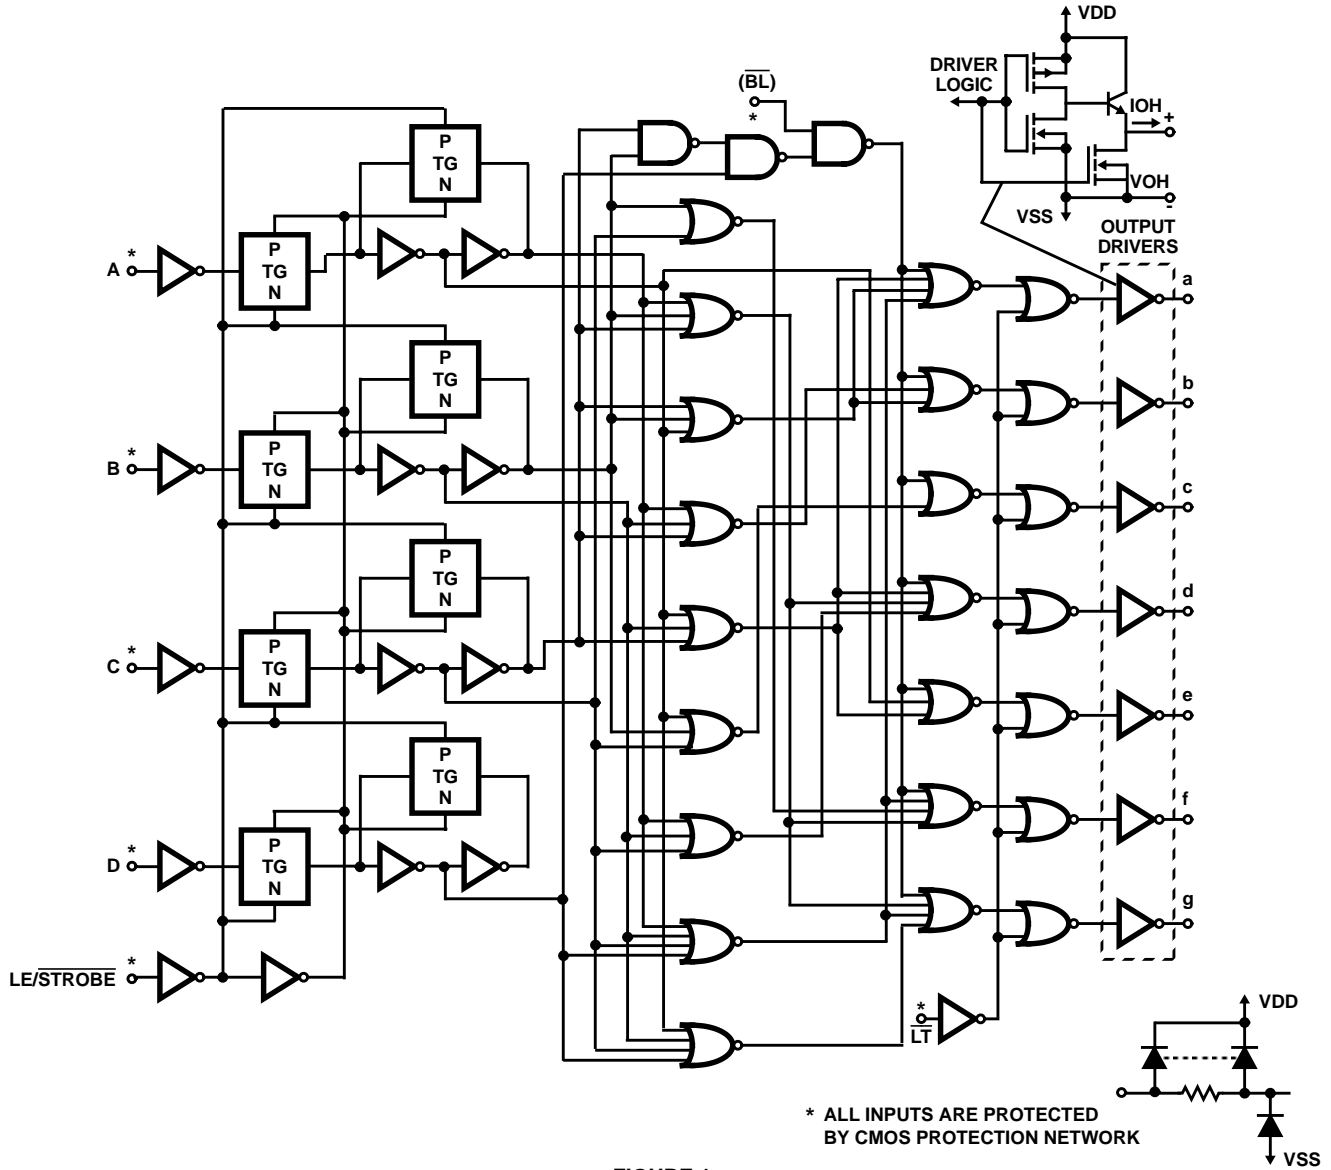 VDD
DRIVER
LOGIC
IOH
+
VOH
-
VSS
(BL)
*
OUTPUT
DRIVERS
P
TG
N
P
TG
N
* A
a
P
TG
N
b
P
TG
N
* B
c
P
TG
N
d
P
TG
N
* C
e
P
TG
N
f
P
TG
N
* D
g
* LE/STROBE
*
LT
VDD
* ALL INPUTS ARE PROTECTED
BY CMOS PROTECTION NETWORK
VSS